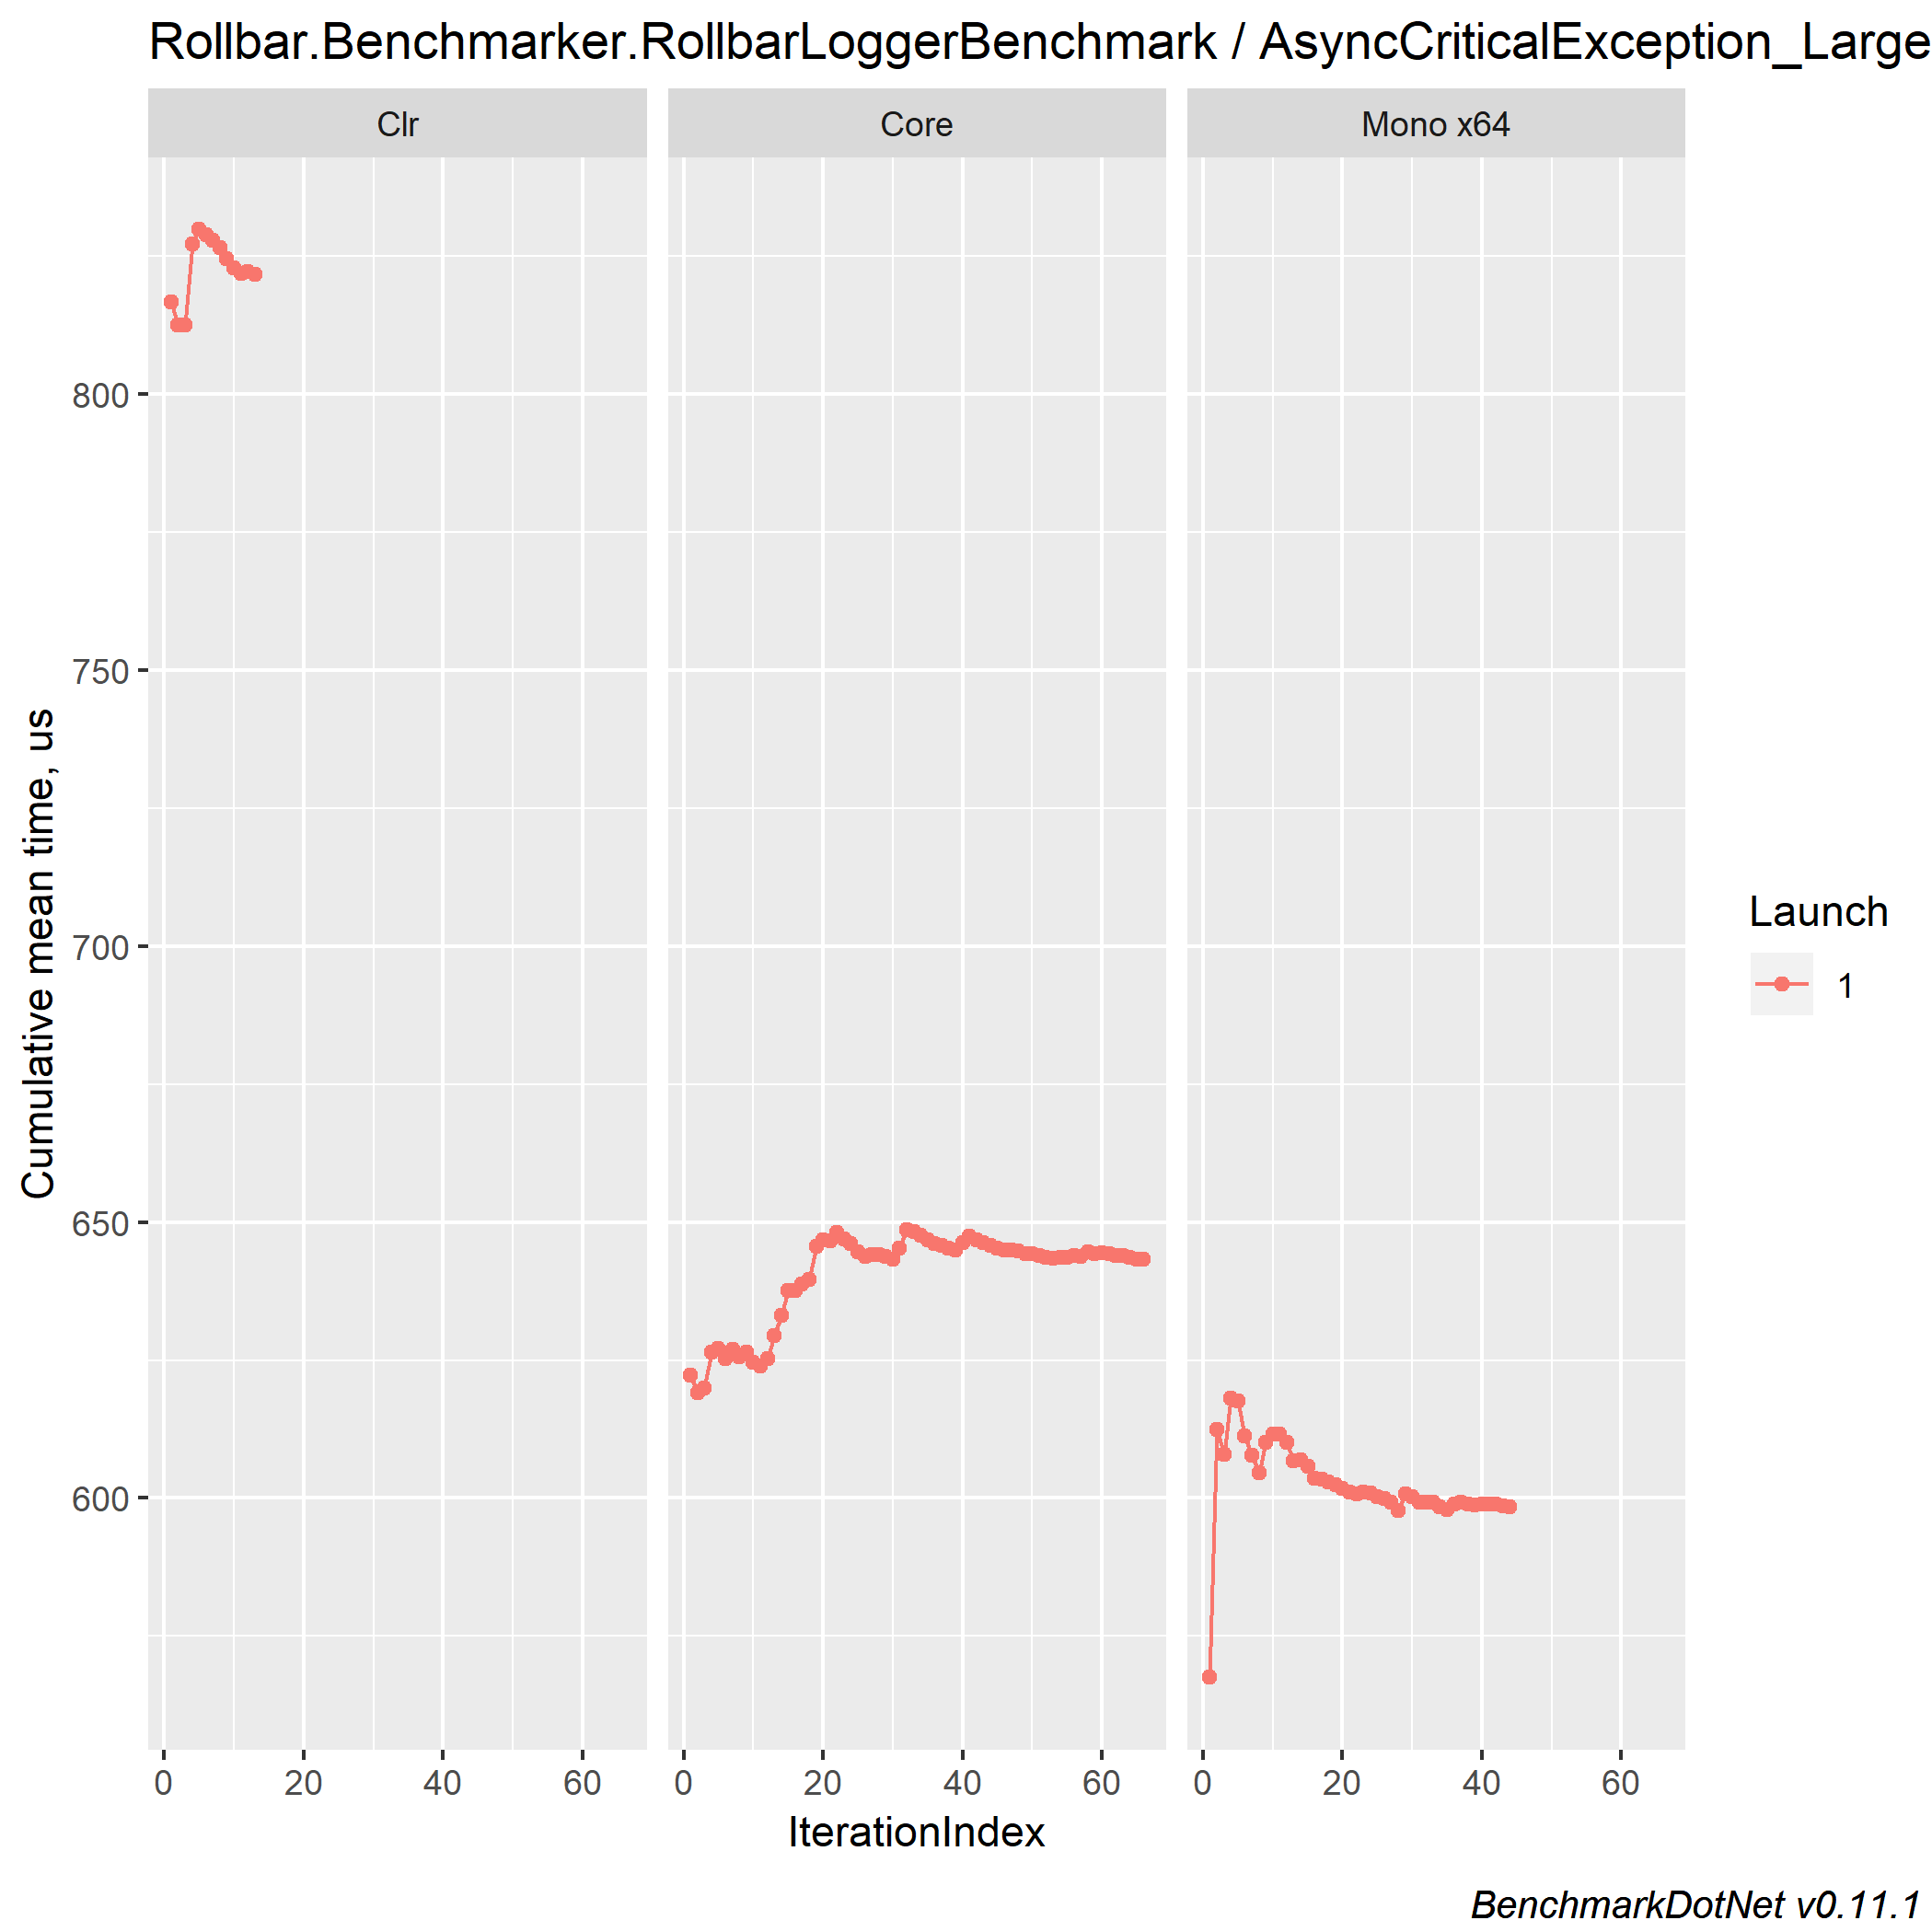 Rollbar.Benchmarker.RollbarLoggerBenchmark / AsyncCriticalException_Large
Clr
Core
Mono x64
Cumulative mean time, us
800
750
700
650
600
0 20 40 60
0 20 40 60
0 20 40 60
IterationIndex
Launch
1
BenchmarkDotNet v0.11.1